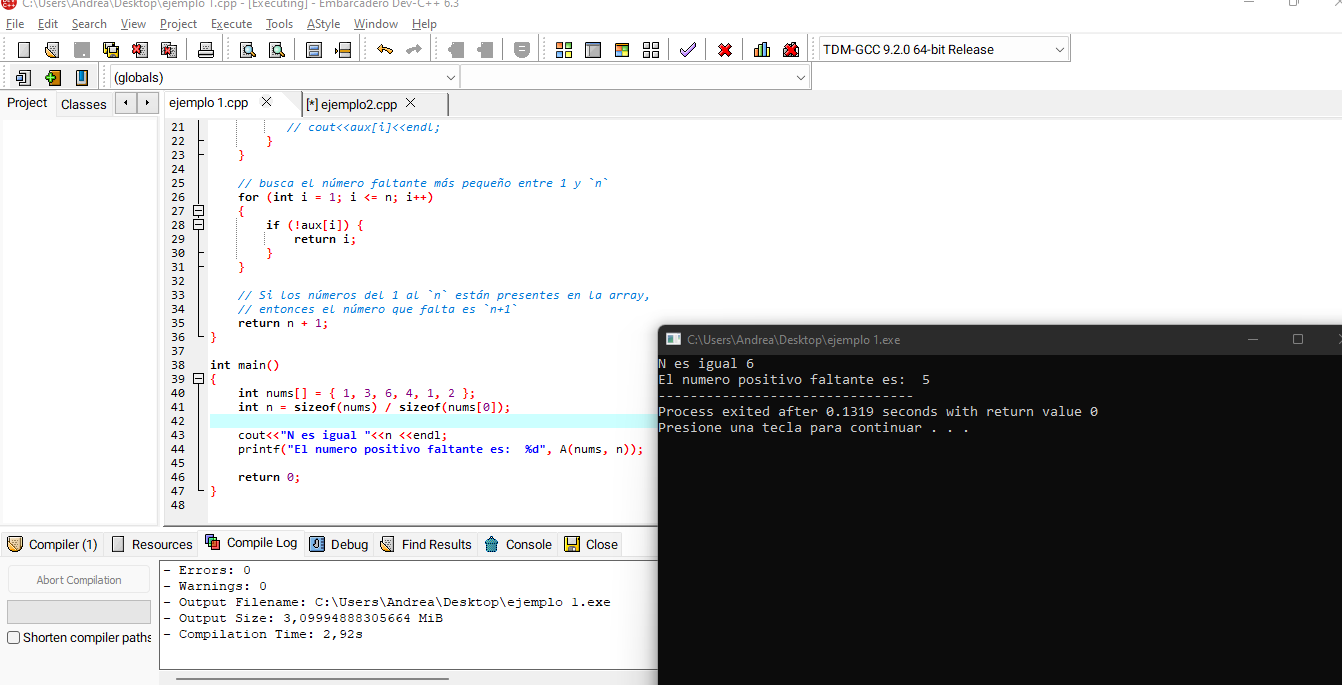 C:\Users\Andrea\Desktop\ejemplo 1.cpp - [Executing] - Embarcadero Dev-C++ 6.3
File Edit Search View Project Execute Tools AStyle Window Help
TDM-GCC 9.2.0 64-bit Release
(globals)
Project Classes ejemplo 1.cpp [*] ejemplo2.cpp
21 // cout<<aux[i]<<endl;
22 }
23 }
24
25 // busca el número faltante más pequeño entre 1 y `n`
26 for (int i = 1; i <= n; i++)
27 {
28 if (!aux[i]) {
29 return i;
30 }
31 }
32
33 // Si los números del 1 al `n` están presentes en la array,
34 // entonces el número que falta es `n+1`
35 return n + 1;
36 }
37
38 int main()
39 {
40 int nums[] = { 1, 3, 6, 4, 1, 2 };
41 int n = sizeof(nums) / sizeof(nums[0]);
42
43 cout<<"N es igual "<<n <<endl;
44 printf("El numero positivo faltante es:  %d", A(nums, n));
45
46 return 0;
47 }
48
C:\Users\Andrea\Desktop\ejemplo 1.exe
N es igual 6
El numero positivo faltante es:  5
--------------------------------
Process exited after 0.1319 seconds with return value 0
Presione una tecla para continuar . . .
Compiler (1) Resources Compile Log Debug Find Results Console Close
Abort Compilation
Shorten compiler paths
- Errors: 0
- Warnings: 0
- Output Filename: C:\Users\Andrea\Desktop\ejemplo 1.exe
- Output Size: 3,09994888305664 MiB
- Compilation Time: 2,92s